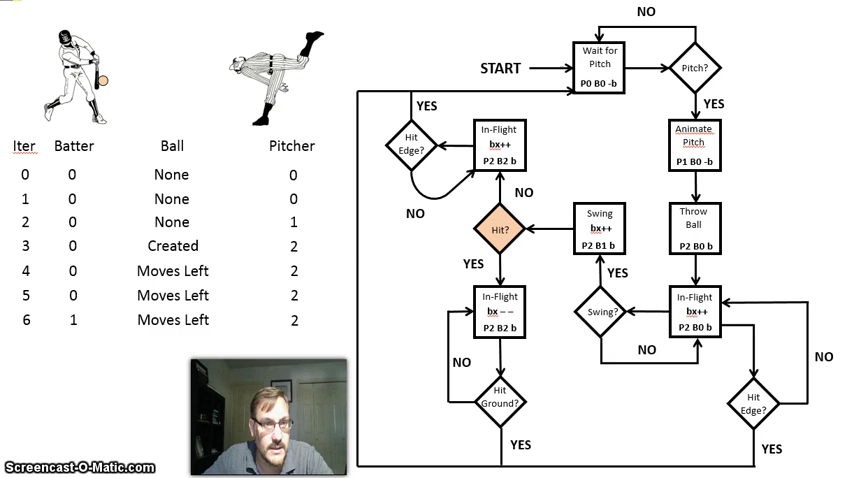 Iter Batter Ball Pitcher
0 0 None 0
1 0 None 0
2 0 None 1
3 0 Created 2
4 0 Moves Left 2
5 0 Moves Left 2
6 1 Moves Left 2
Screencast-O-Matic.com
NO
START
Wait for
Pitch
P0 B0 -b
Pitch?
YES
Animate
Pitch
P1 B0 -b
Throw
Ball
P2 B0 b
In-Flight
bx++
P2 B0 b
Swing?
NO
YES
Hit
Edge?
NO
YES
Swing
bx++
P2 B1 b
Hit?
NO
YES
In-Flight
bx++
P2 B2 b
Hit
Edge?
YES
NO
In-Flight
bx – –
P2 B2 b
NO
Hit
Ground?
YES